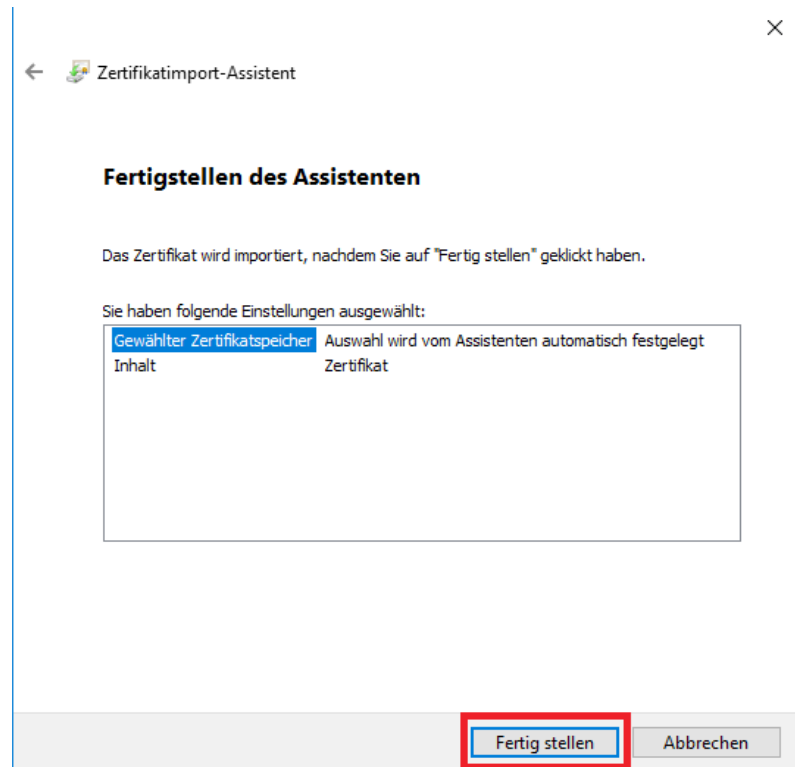 Zertifikatimport-Assistent
Fertigstellen des Assistenten
Das Zertifikat wird importiert, nachdem Sie auf "Fertig stellen" geklickt haben.
Sie haben folgende Einstellungen ausgewählt:
Gewählter Zertifikatspeicher Auswahl wird vom Assistenten automatisch festgelegt
Inhalt Zertifikat
Fertig stellen Abbrechen